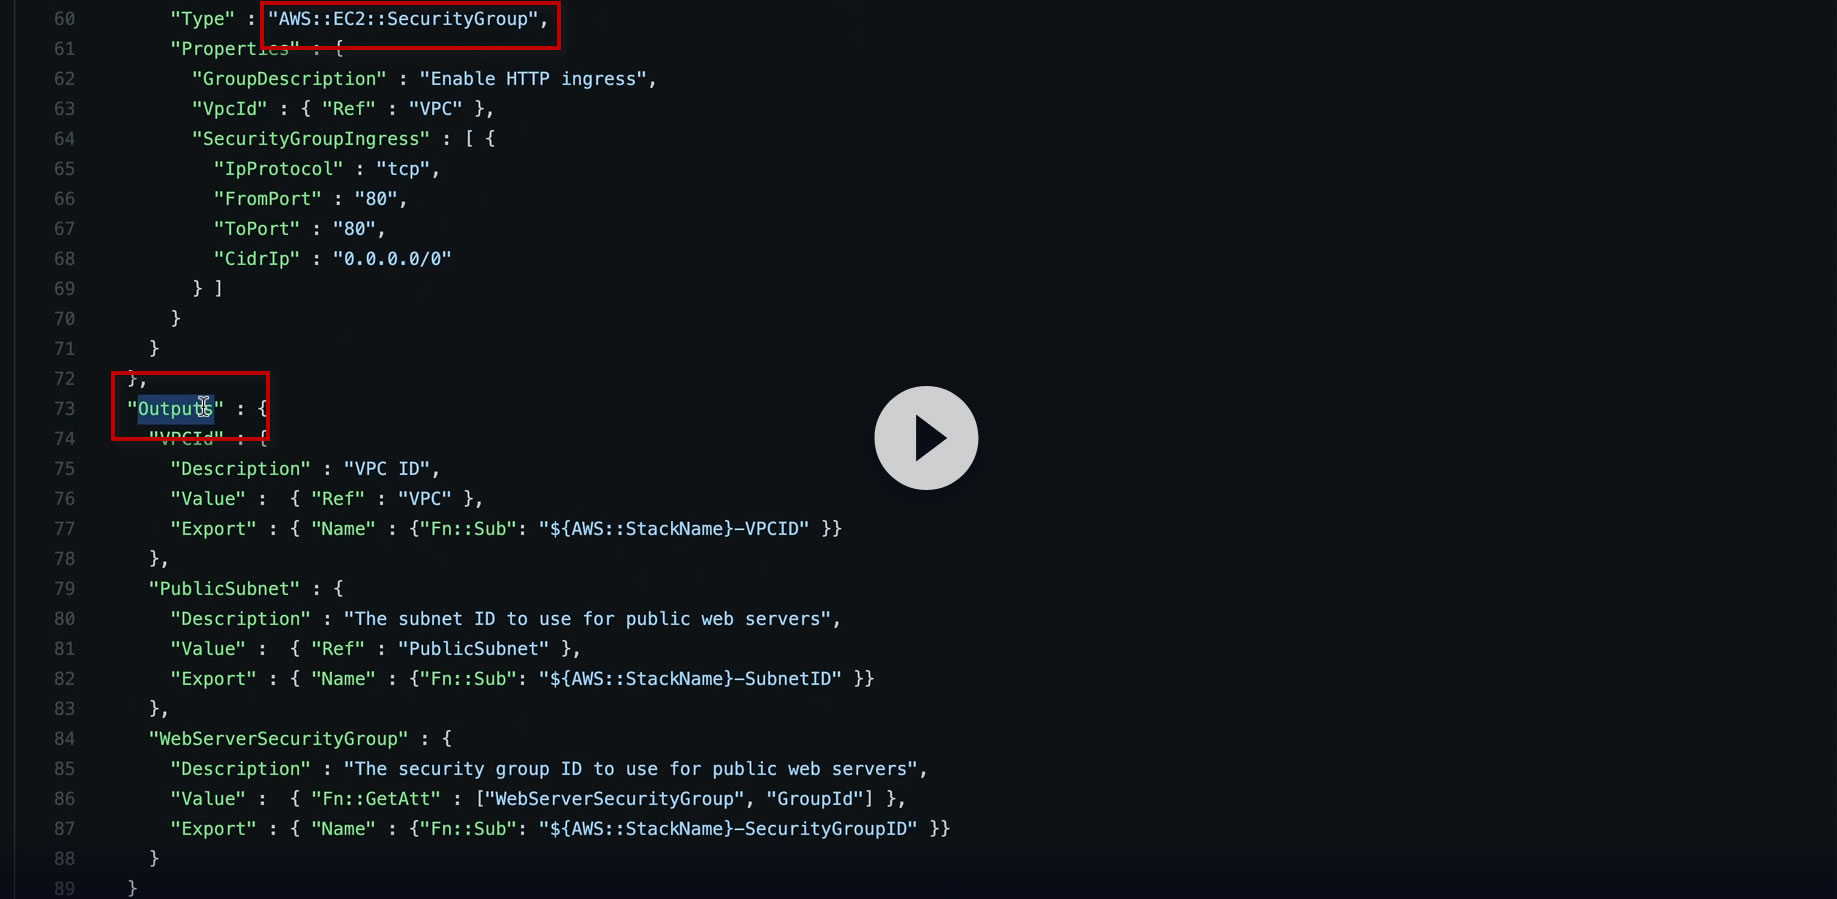 60 "Type" : "AWS::EC2::SecurityGroup",
61 "Properties" : {
62 "GroupDescription" : "Enable HTTP ingress",
63 "VpcId" : { "Ref" : "VPC" },
64 "SecurityGroupIngress" : [ {
65 "IpProtocol" : "tcp",
66 "FromPort" : "80",
67 "ToPort" : "80",
68 "CidrIp" : "0.0.0.0/0"
69 } ]
70 }
71 }
72 },
73 "Outputs" : {
74 "VPCId" : {
75 "Description" : "VPC ID",
76 "Value" :  { "Ref" : "VPC" },
77 "Export" : { "Name" : {"Fn::Sub": "${AWS::StackName}-VPCID" }}
78 },
79 "PublicSubnet" : {
80 "Description" : "The subnet ID to use for public web servers",
81 "Value" :  { "Ref" : "PublicSubnet" },
82 "Export" : { "Name" : {"Fn::Sub": "${AWS::StackName}-SubnetID" }}
83 },
84 "WebServerSecurityGroup" : {
85 "Description" : "The security group ID to use for public web servers",
86 "Value" :  { "Fn::GetAtt" : ["WebServerSecurityGroup", "GroupId"] },
87 "Export" : { "Name" : {"Fn::Sub": "${AWS::StackName}-SecurityGroupID" }}
88 }
89 }